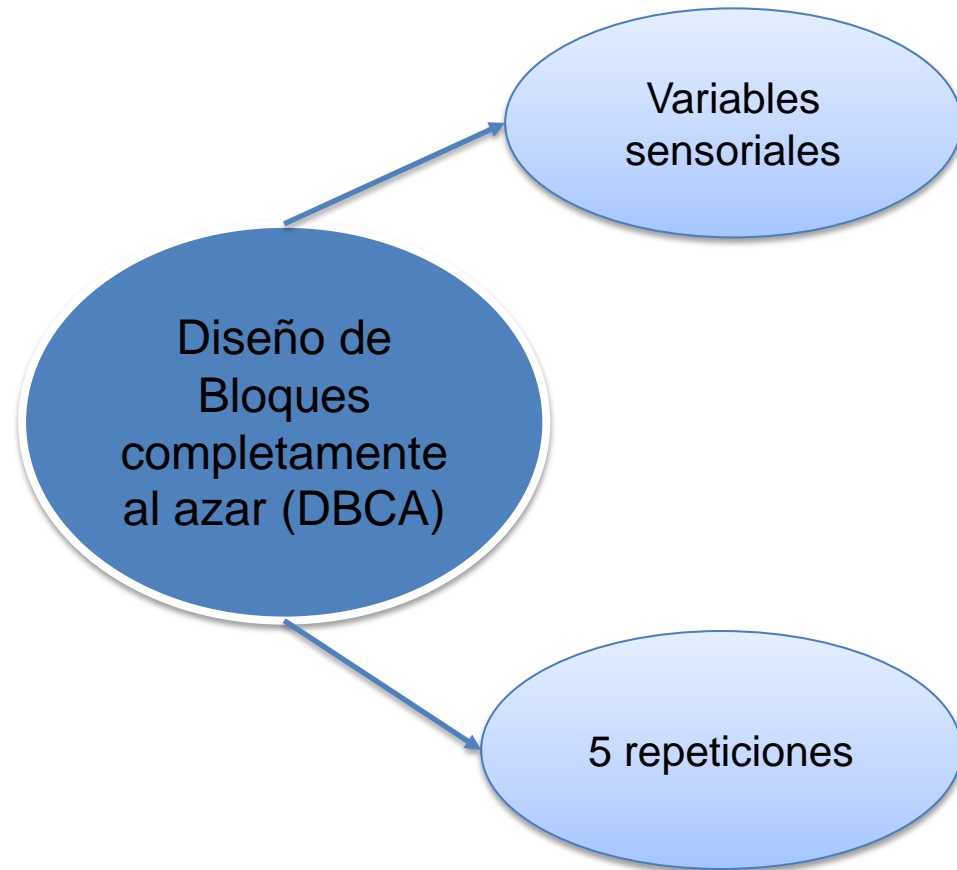 Variables
sensoriales
Diseño de
Bloques
completamente
al azar (DBCA)
5 repeticiones